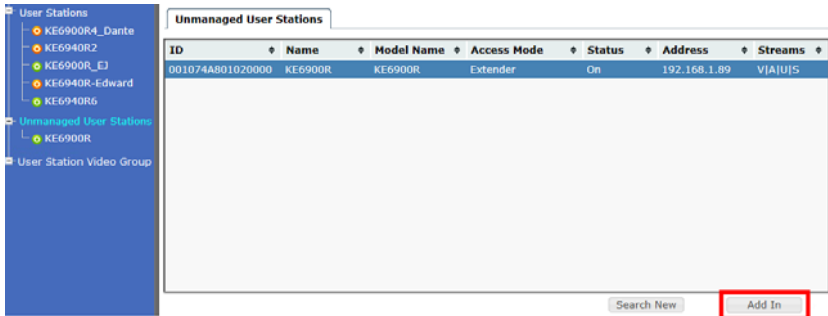 User Stations
KE6900R4_Dante
KE6940R2
KE6900R_EJ
KE6940R-Edward
KE6940R6
Unmanaged User Stations
KE6900R
User Station Video Group
Unmanaged User Stations
ID Name Model Name Access Mode Status Address Streams
001074A801020000 KE6900R KE6900R Extender On 192.168.1.89 V|A|U|S
Search New Add In